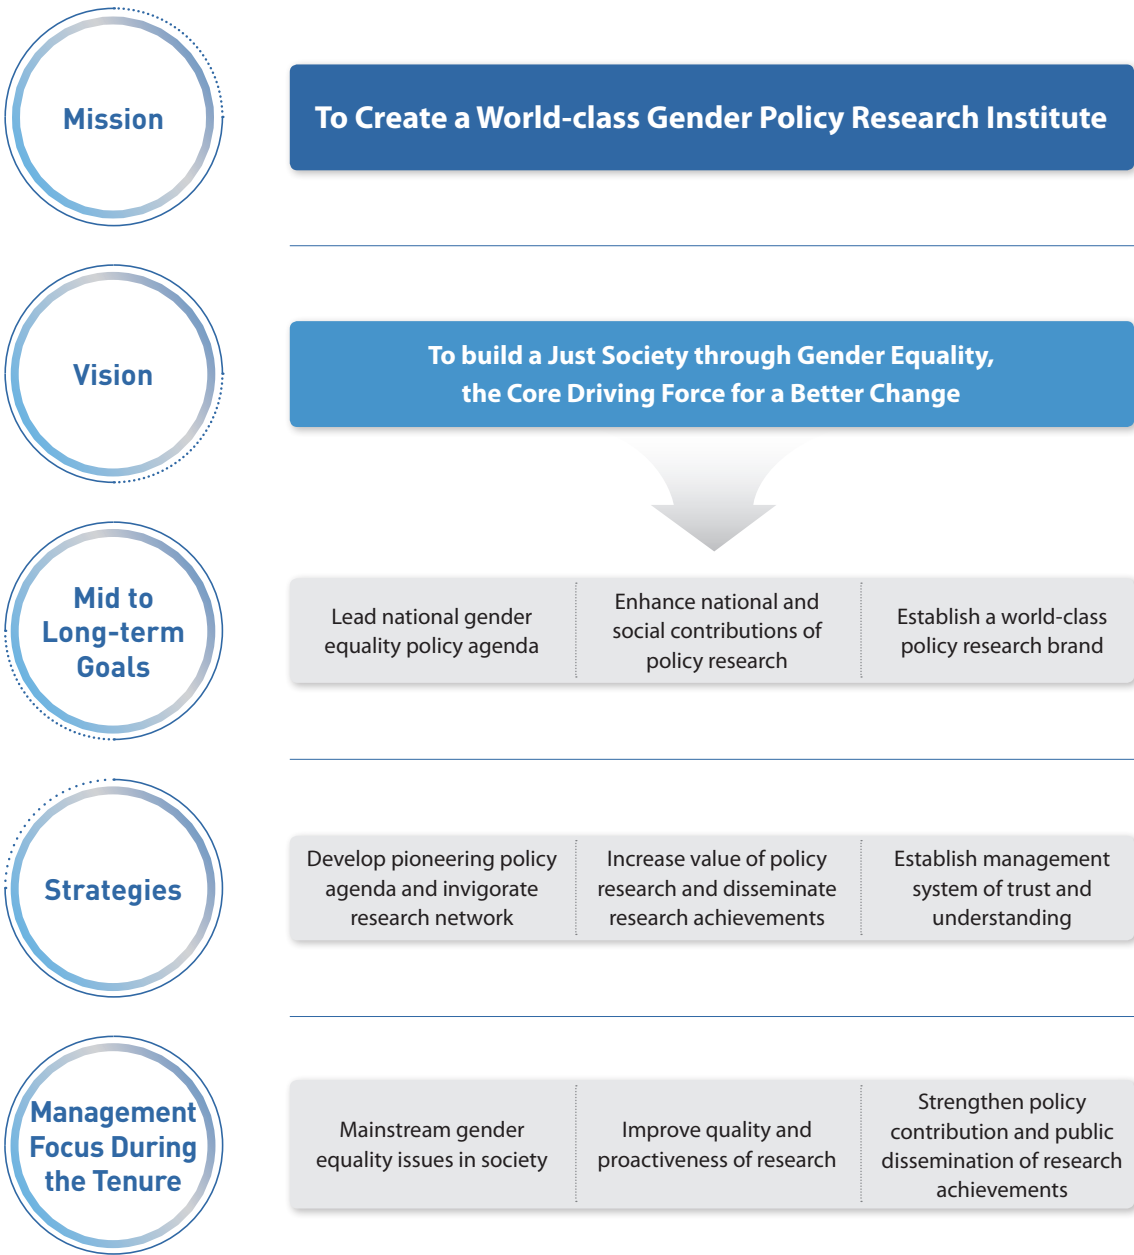 Mission
To Create a World-class Gender Policy Research Institute
Vision
To build a Just Society through Gender Equality,
the Core Driving Force for a Better Change
Mid to
Long-term
Goals
Lead national gender
equality policy agenda
Enhance national and
social contributions of
policy research
Establish a world-class
policy research brand
Strategies
Develop pioneering policy
agenda and invigorate
research network
Increase value of policy
research and disseminate
research achievements
Establish management
system of trust and
understanding
Management
Focus During
the Tenure
Mainstream gender
equality issues in society
Improve quality and
proactiveness of research
Strengthen policy
contribution and public
dissemination of research
achievements